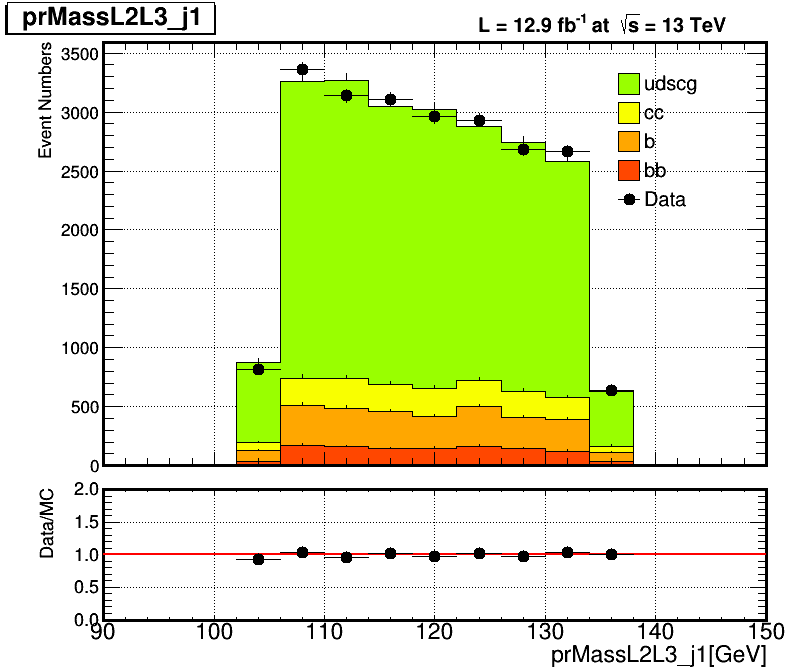 prMassL2L3_j1
L = 12.9 fb-1 at √s = 13 TeV
Event Numbers
3500
3000
2500
2000
1500
1000
500
0
udscg
cc
b
bb
Data
Data/MC
2.0
1.5
1.0
0.5
0.0
90 100 110 120 130 140 150
prMassL2L3_j1[GeV]